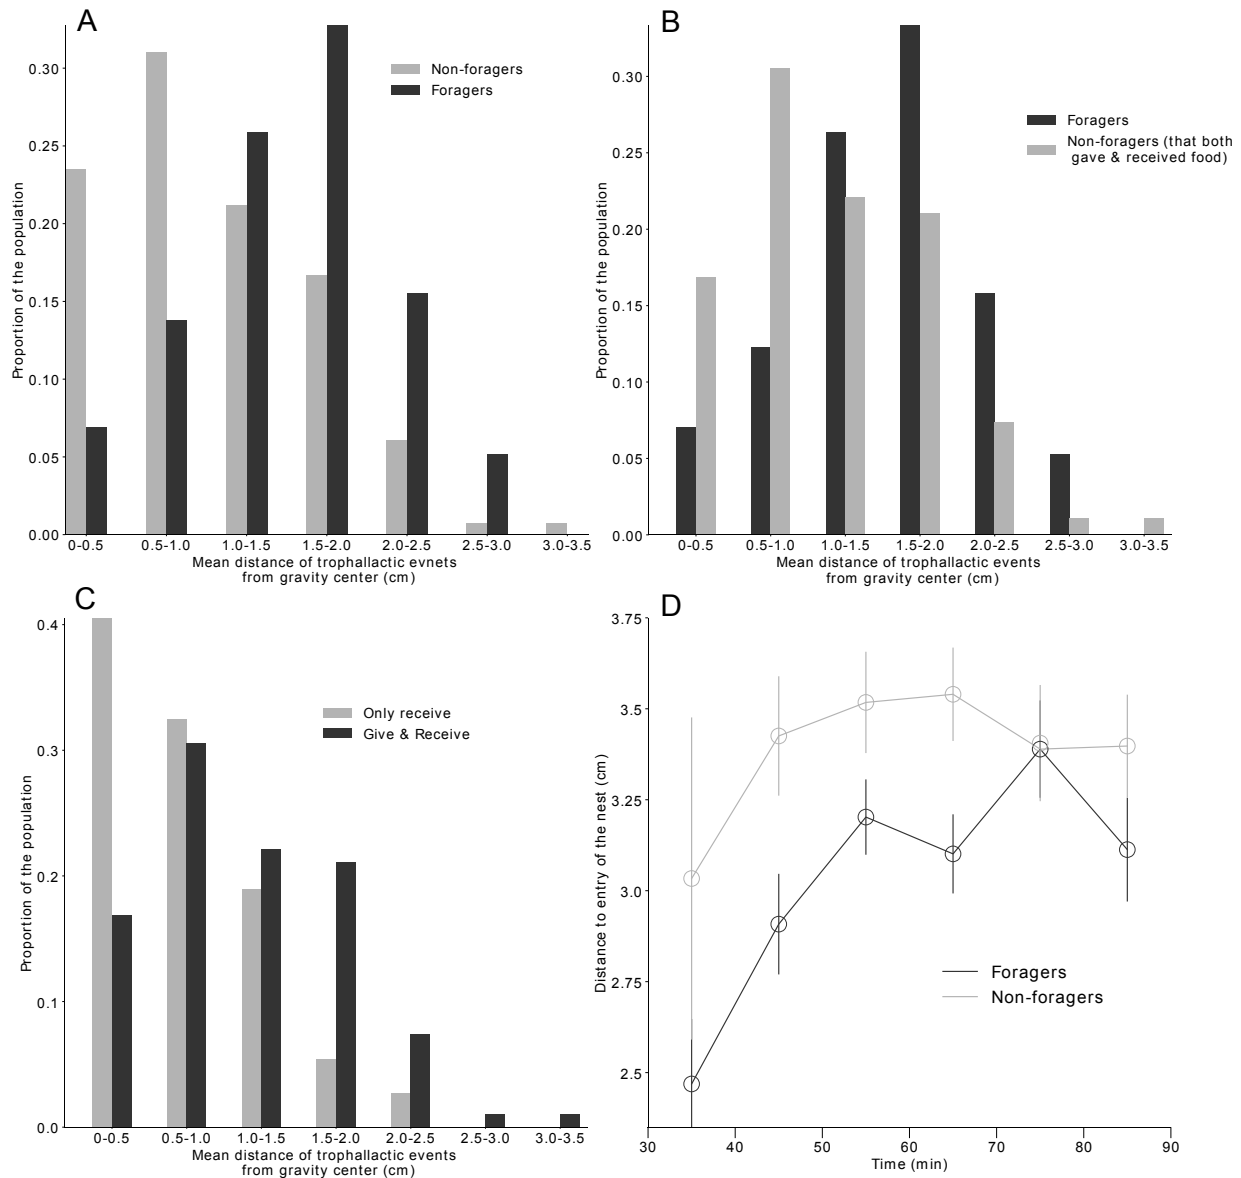 A
0.30
0.25
0.20
0.15
0.10
0.05
0.00
Proportion of the population
Non-foragers
Foragers
0-0.5 0.5-1.0 1.0-1.5 1.5-2.0 2.0-2.5 2.5-3.0 3.0-3.5
Mean distance of trophallactic evnets
from gravity center (cm)
B
0.30
0.25
0.20
0.15
0.10
0.05
0.00
Proportion of the population
Foragers
Non-foragers (that both
gave & received food)
0-0.5 0.5-1.0 1.0-1.5 1.5-2.0 2.0-2.5 2.5-3.0 3.0-3.5
Mean distance of trophallactic events
from gravity center (cm)
C
0.4
0.3
0.2
0.1
0.0
Proportion of the population
Only receive
Give & Receive
0-0.5 0.5-1.0 1.0-1.5 1.5-2.0 2.0-2.5 2.5-3.0 3.0-3.5
Mean distance of trophallactic events
from gravity center (cm)
D
3.75
3.5
3.25
3.0
2.75
2.5
Distance to entry of the nest (cm)
Foragers
Non-foragers
30 40 50 60 70 80 90
Time (min)